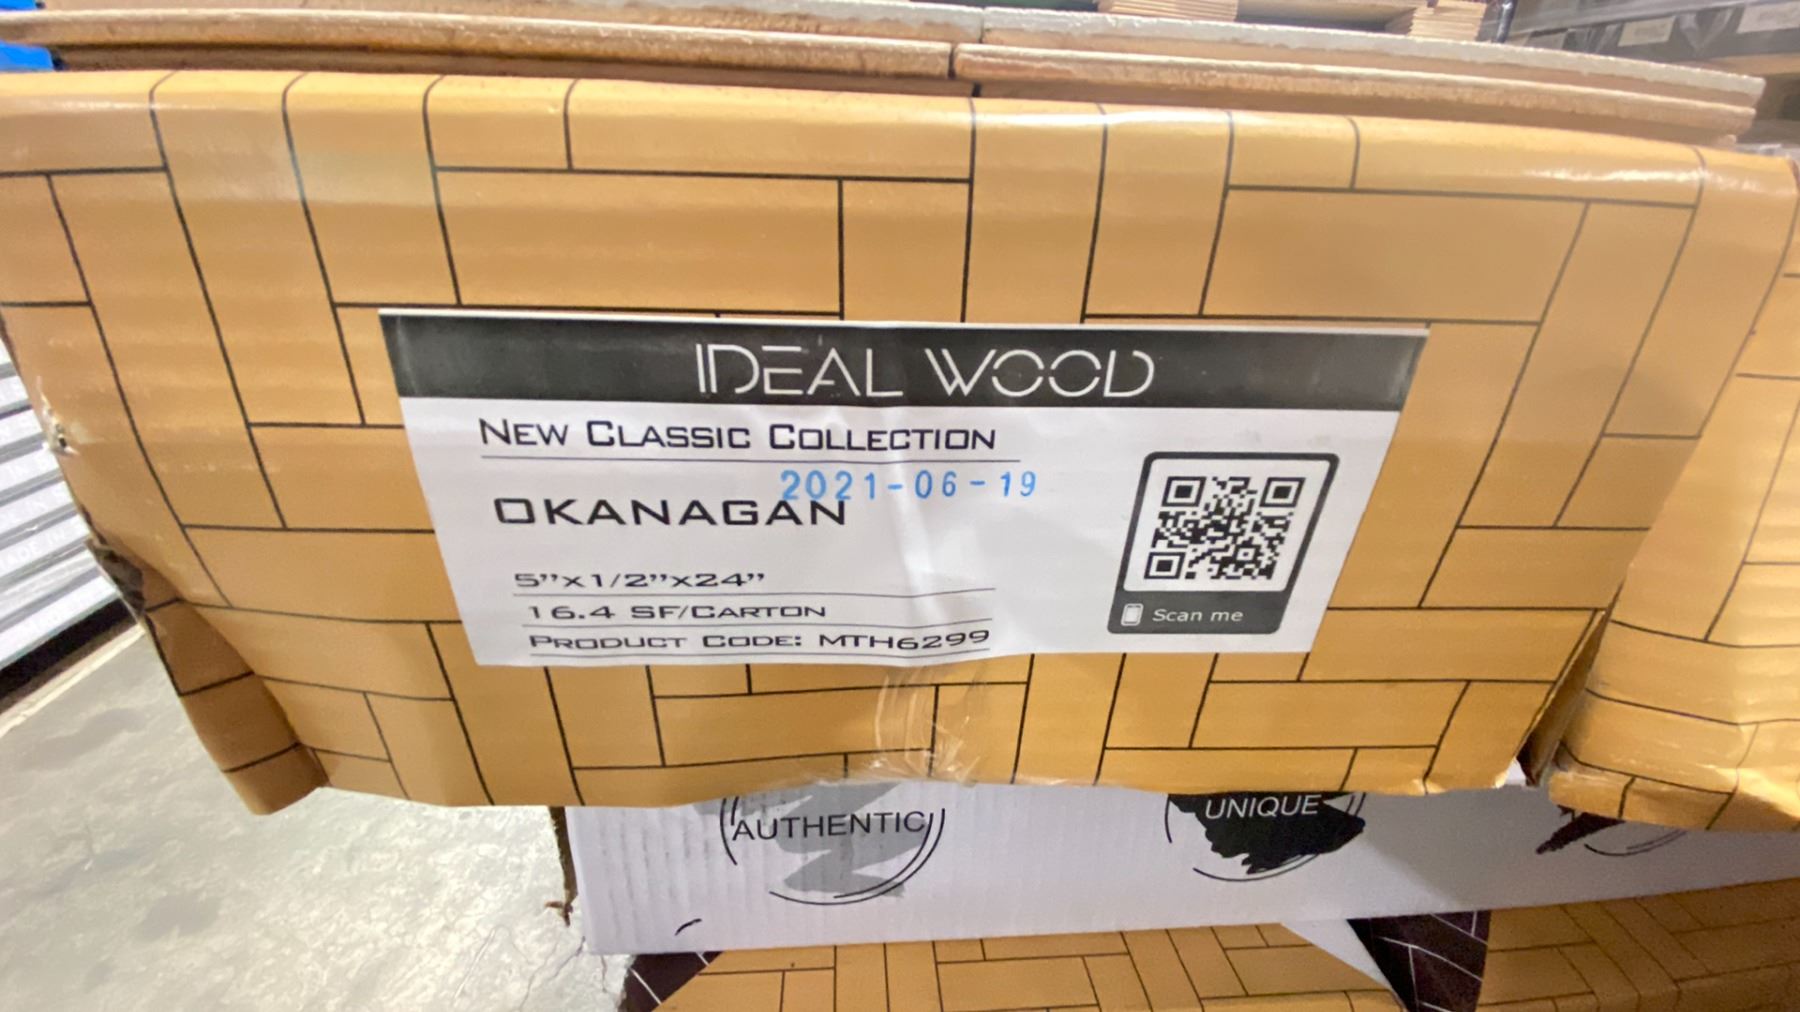 IDEAL WOOD
NEW CLASSIC COLLECTION
2021-06-19
OKANAGAN
5”x1/2”x24”
16.4 SF/CARTON
PRODUCT CODE: MTH6299
Scan me
AUTHENTIC
UNIQUE